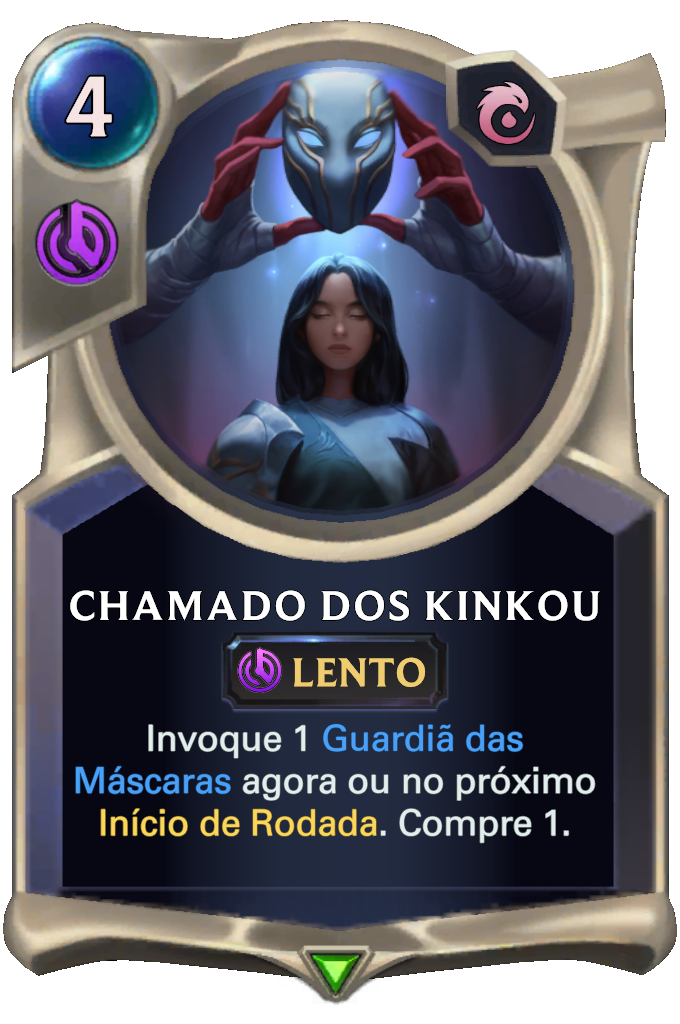 4
CHAMADO DOS KINKOU
LENTO
Invoque 1 Guardiã das
Máscaras agora ou no próximo
Início de Rodada. Compre 1.